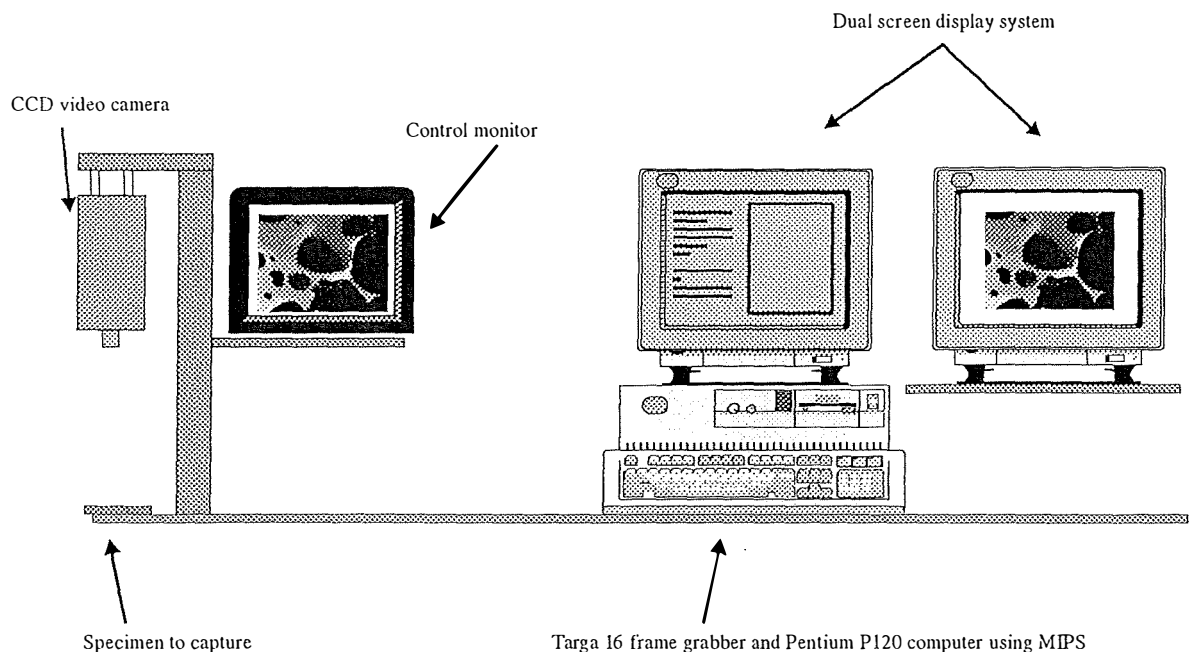 Dual screen display system
CCD video camera
Control monitor
Specimen to capture
Targa 16 frame grabber and Pentium P120 computer using MIPS